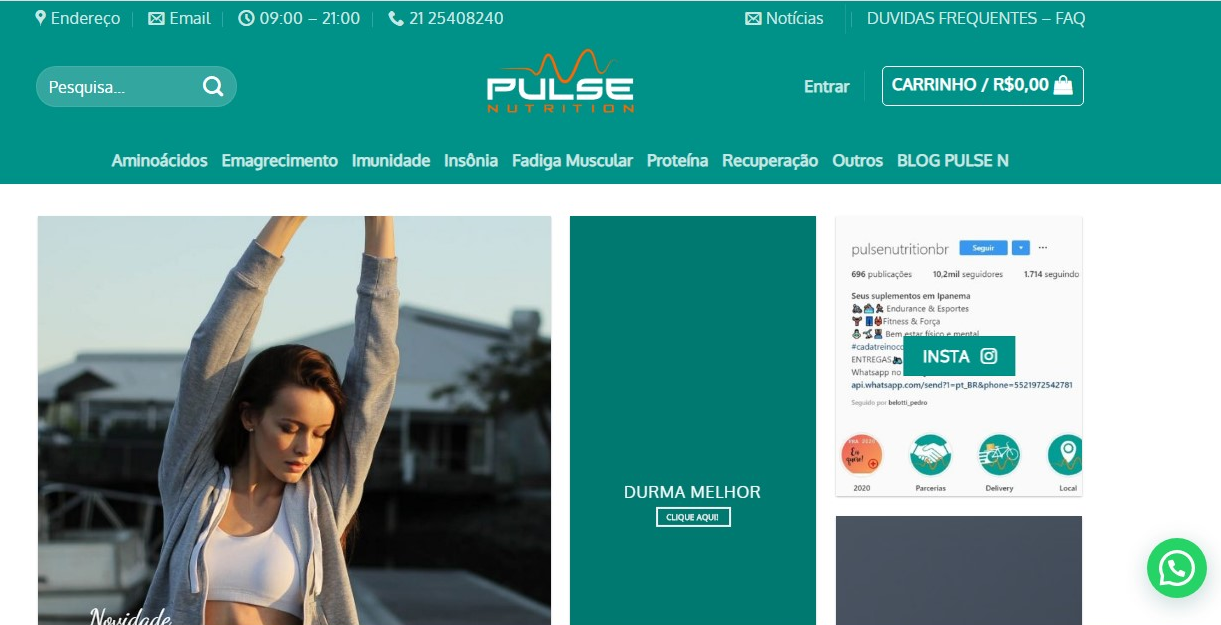 Endereço
Email
09:00 – 21:00
21 25408240
Notícias
DUVIDAS FREQUENTES – FAQ
Pesquisa...
PULSE
NUTRITION
Entrar
CARRINHO / R$0,00
Aminoácidos Emagrecimento Imunidade Insônia Fadiga Muscular Proteína Recuperação Outros BLOG PULSE N
Novidade
DURMA MELHOR
CLIQUE AQUI!
pulsenutritionbr Seguir ...
696 publicações 10,2mil seguidores 1.714 seguindo
Seus suplementos em Ipanema
Endurance & Esportes
Fitness & Força
Bem estar físico e mental
#cadatreinoco
ENTREGAS
INSTA
Whatsapp no
api.whatsapp.com/send?1=pt_BR&phone=5521972542781
Seguido por belotti_pedro
Eu quero!
2020 Parcerias Delivery Local